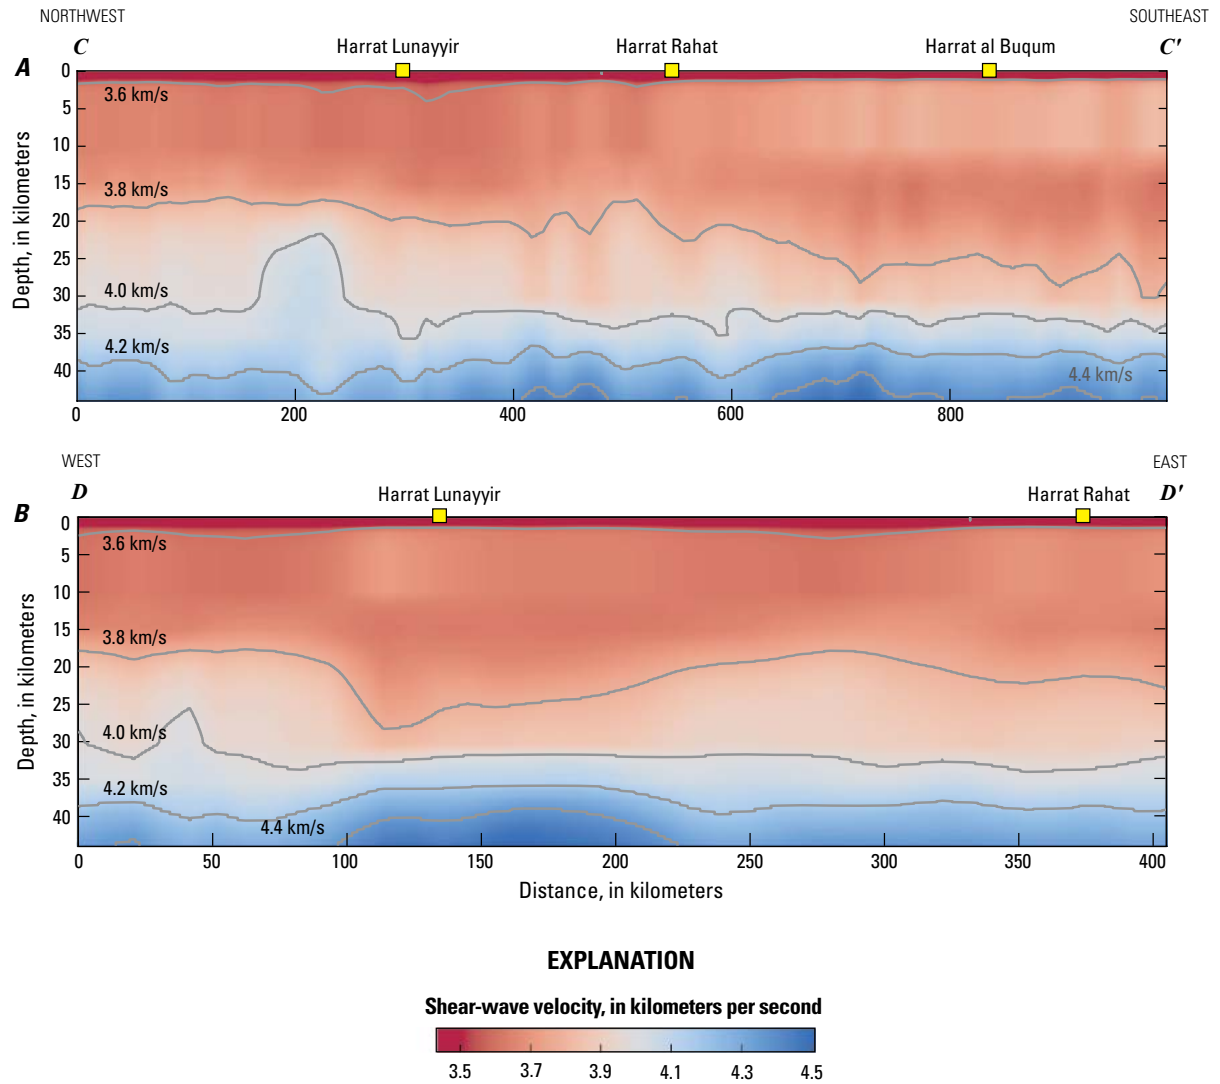 NORTHWEST
SOUTHEAST
C
Harrat Lunayyir
Harrat Rahat
Harrat al Buqum
C′
A
0
5
10
15
20
25
30
35
40
Depth, in kilometers
3.6 km/s
3.8 km/s
4.0 km/s
4.2 km/s
4.4 km/s
0
200
400
600
800
WEST
EAST
D
Harrat Lunayyir
Harrat Rahat
D′
B
0
5
10
15
20
25
30
35
40
Depth, in kilometers
3.6 km/s
3.8 km/s
4.0 km/s
4.2 km/s
4.4 km/s
0
50
100
150
200
250
300
350
400
Distance, in kilometers
EXPLANATION
Shear-wave velocity, in kilometers per second
3.5
3.7
3.9
4.1
4.3
4.5